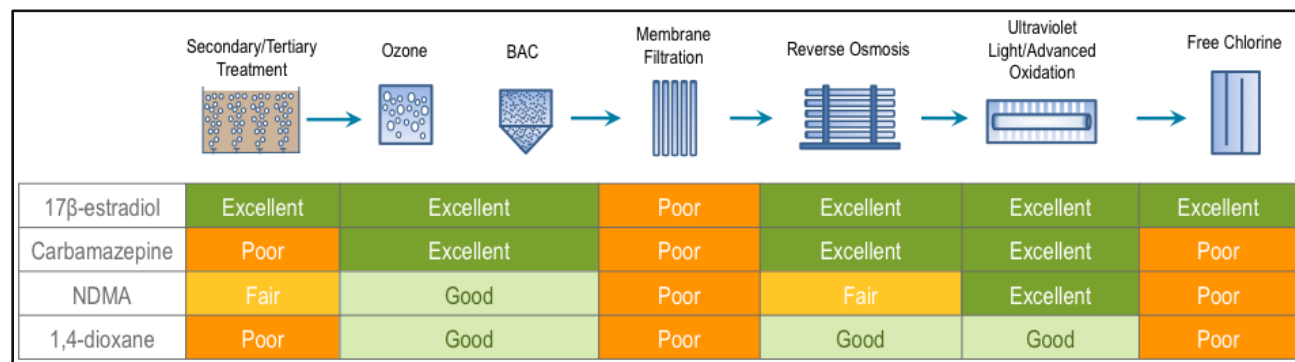 Secondary/Tertiary
Treatment
Ozone
BAC
Membrane
Filtration
Reverse Osmosis
Ultraviolet
Light/Advanced
Oxidation
Free Chlorine
17β-estradiol Excellent Excellent Poor Excellent Excellent Excellent
Carbamazepine Poor Excellent Poor Excellent Excellent Poor
NDMA Fair Good Poor Fair Excellent Poor
1,4-dioxane Poor Good Poor Good Good Poor